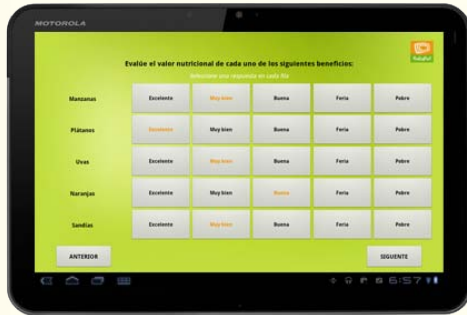 MOTOROLA
Evalúe el valor nutricional de cada uno de los siguientes beneficios:
Seleccione una respuesta en cada fila
Manzanas Excelente Muy bien Buena Feria Pobre
Plátanos Excelente Muy bien Buena Feria Pobre
Uvas Excelente Muy bien Buena Feria Pobre
Naranjas Excelente Muy bien Buena Feria Pobre
Sandías Excelente Muy bien Buena Feria Pobre
ANTERIOR SIGUENTE
6:57